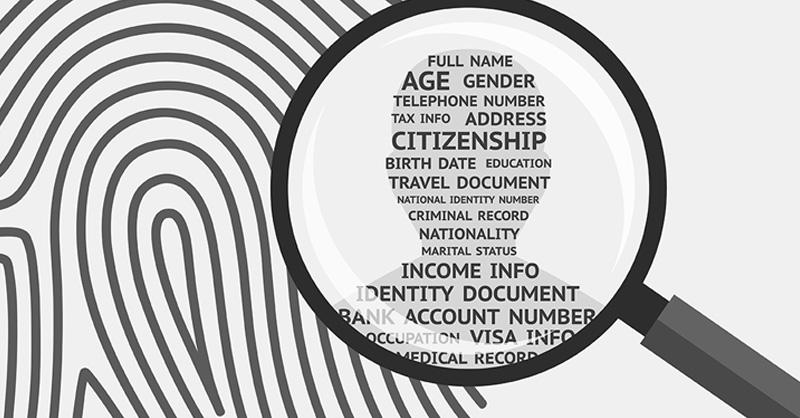 FULL NAME
AGE GENDER
TELEPHONE NUMBER
TAX INFO ADDRESS
CITIZENSHIP
BIRTH DATE EDUCATION
TRAVEL DOCUMENT
NATIONAL IDENTITY NUMBER
CRIMINAL RECORD
NATIONALITY
MARITAL STATUS
INCOME INFO
IDENTITY DOCUMENT
BANK ACCOUNT NUMBER
OCCUPATION VISA INFO
MEDICAL RECORD